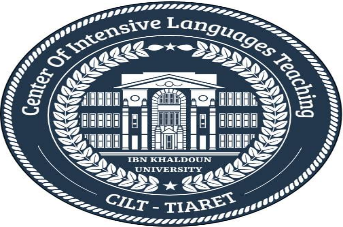 Center Of Intensive Languages Teaching
IBN KHALDOUN
UNIVERSITY
CILT - TIARET